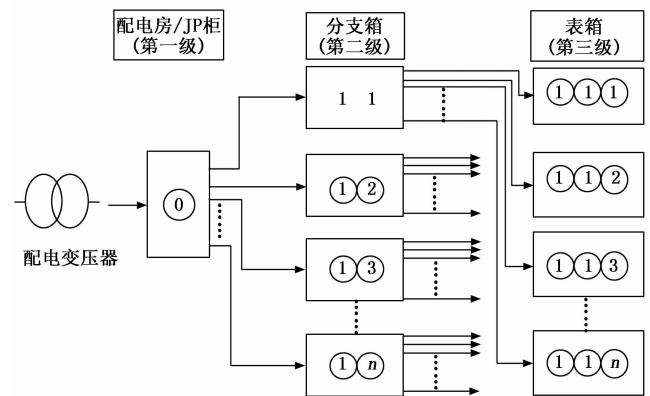 配电房/JP柜
(第一级)
分支箱
(第二级)
表箱
(第三级)
配电变压器
0
1 1
1 2
1 3
1 n
1 1 1
1 1 2
1 1 3
1 1 n